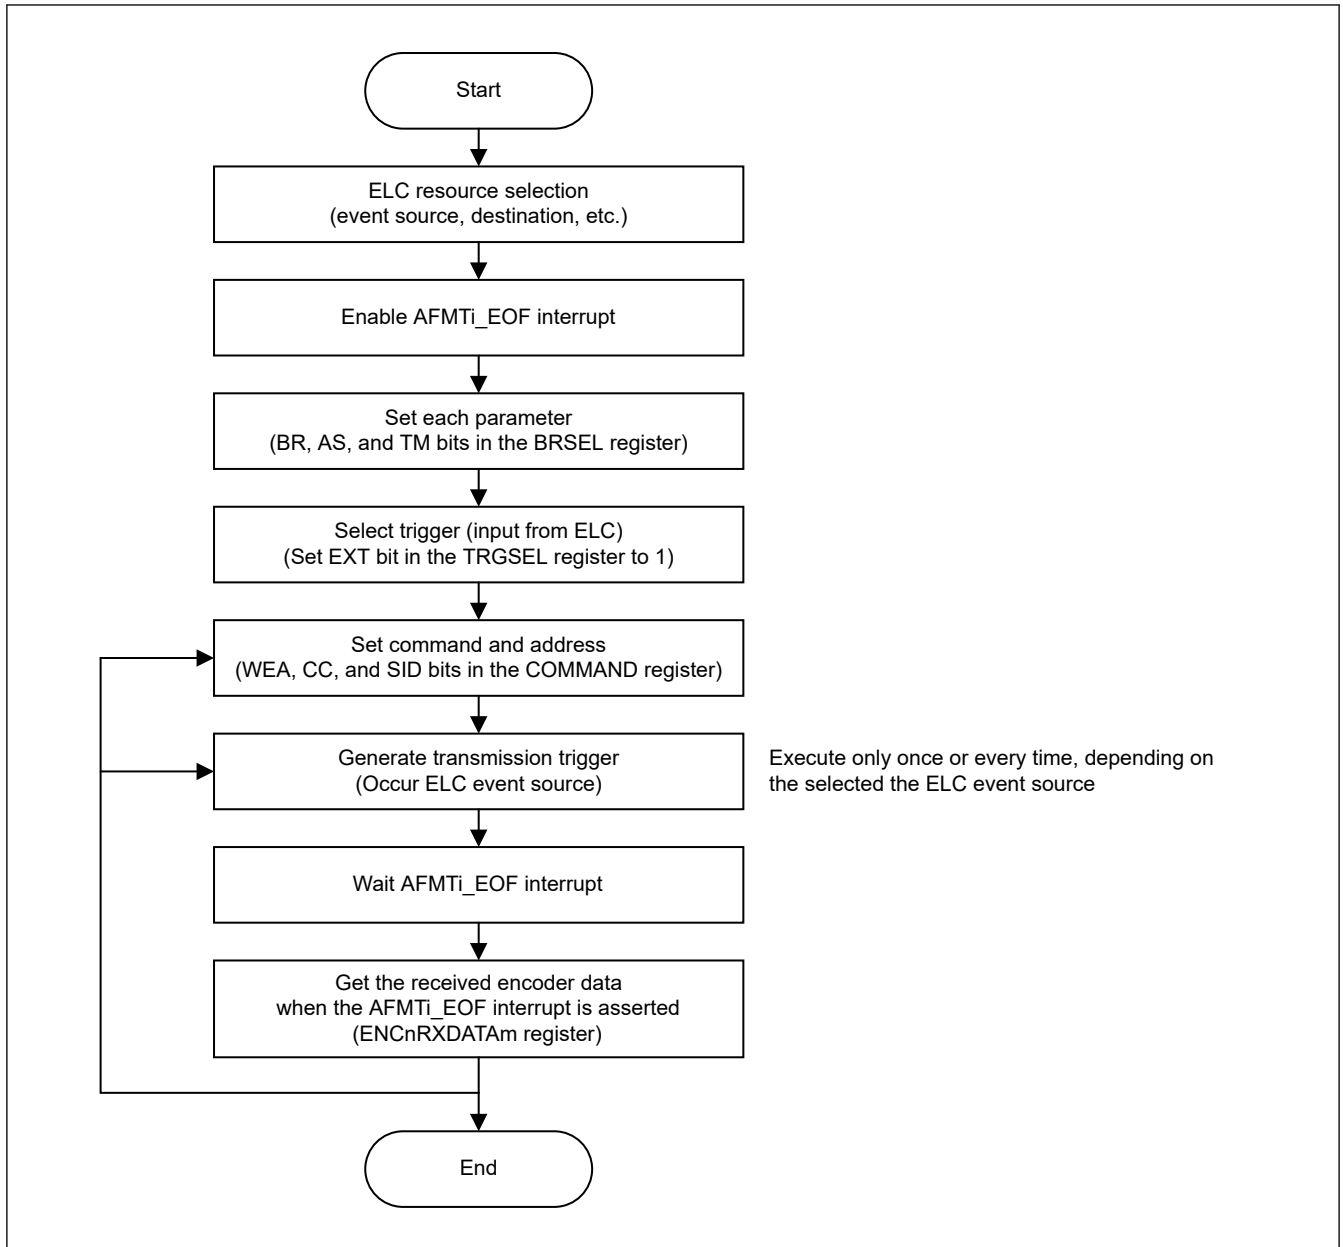 Start
ELC resource selection
(event source, destination, etc.)
Enable AFMTi_EOF interrupt
Set each parameter
(BR, AS, and TM bits in the BRSEL register)
Select trigger (input from ELC)
(Set EXT bit in the TRGSEL register to 1)
Set command and address
(WEA, CC, and SID bits in the COMMAND register)
Generate transmission trigger
(Occur ELC event source)
Execute only once or every time, depending on
the selected the ELC event source
Wait AFMTi_EOF interrupt
Get the received encoder data
when the AFMTi_EOF interrupt is asserted
(ENCnRXDATAm register)
End